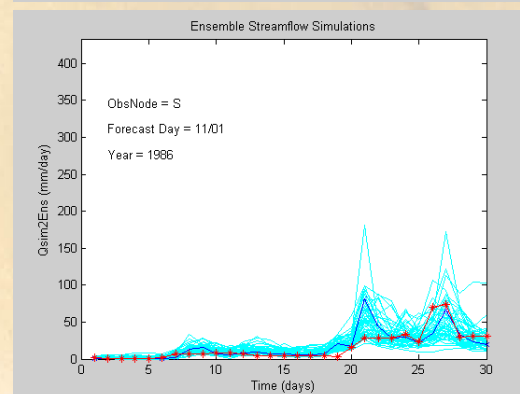 Ensemble Streamflow Simulations
400
350
300
250
200
150
100
50
0
Qsim2Ens (mm/day)
ObsNode = S
Forecast Day = 11/01
Year = 1986
0 5 10 15 20 25 30
Time (days)